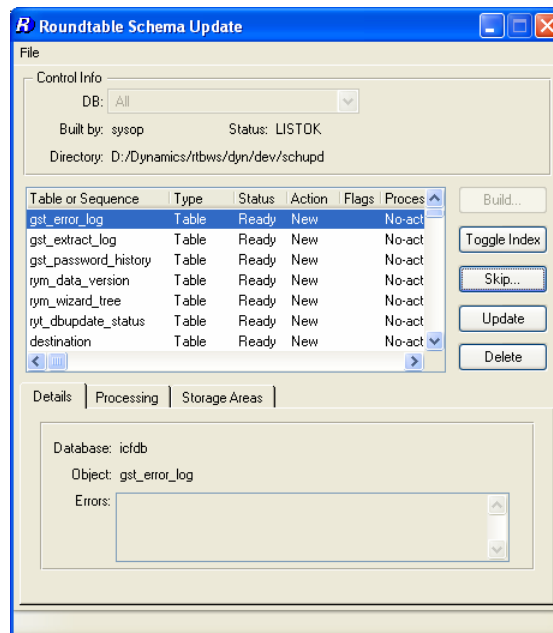 R Roundtable Schema Update
File
Control Info
DB: All
Built by: sysop Status: LISTOK
Directory: D:/Dynamics/rtbws/dyn/dev/schupd
Table or Sequence Type Status Action Flags Proces
gst_error_log Table Ready New No-act
gst_extract_log Table Ready New No-act
gst_password_history Table Ready New No-act
rym_data_version Table Ready New No-act
rym_wizard_tree Table Ready New No-act
ryt_dbupdate_status Table Ready New No-act
destination Table Ready New No-act
Build...
Toggle Index
Skip...
Update
Delete
Details Processing Storage Areas
Database: icfdb
Object: gst_error_log
Errors: